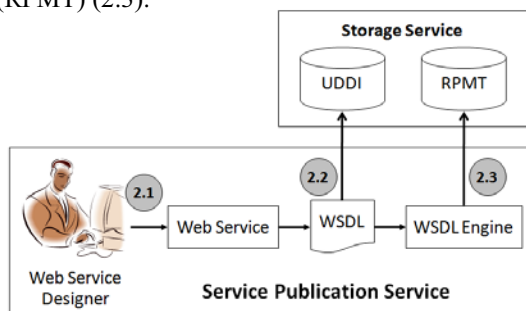 (RPMT) (2.3).
Storage Service
UDDI
RPMT
2.1
2.2
2.3
Web Service
WSDL
WSDL Engine
Web Service
Designer
Service Publication Service